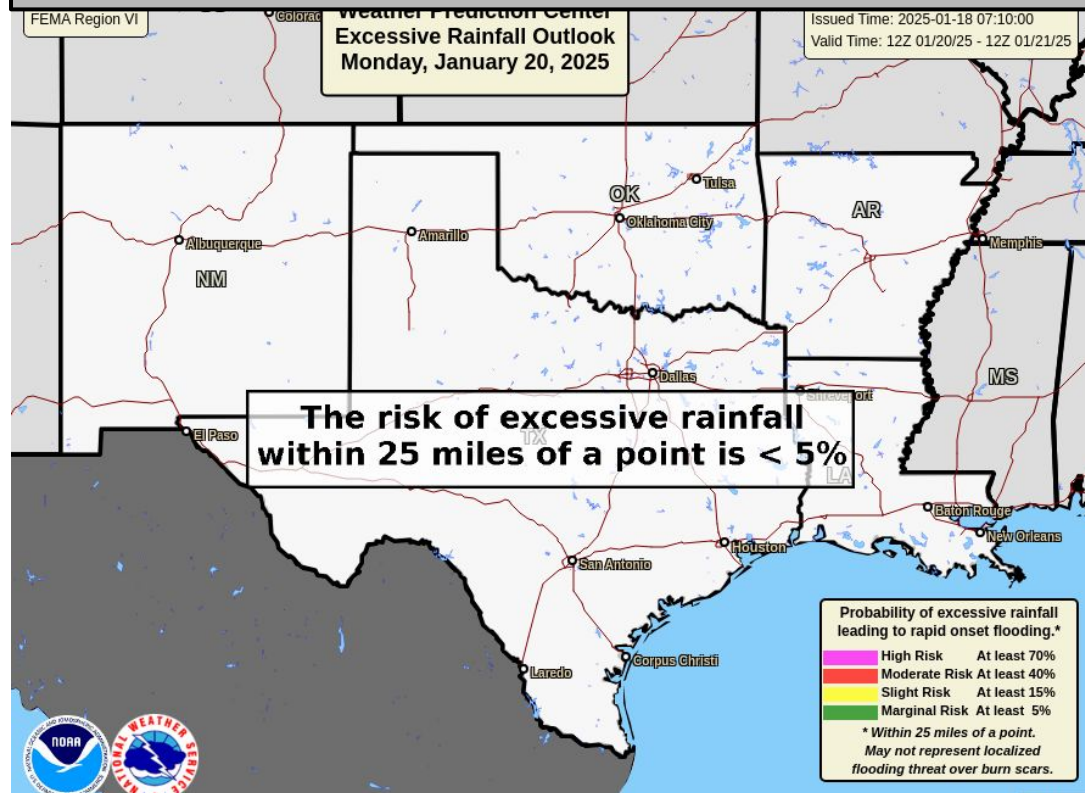 FEMA Region VI
Weather Prediction Center
Excessive Rainfall Outlook
Monday, January 20, 2025
Issued Time: 2025-01-18 07:10:00
Valid Time: 12Z 01/20/25 - 12Z 01/21/25
Tulsa
OK
Oklahoma City
AR
Albuquerque
Amarillo
Memphis
NM
Dallas
MS
Shreveport
The risk of excessive rainfall
within 25 miles of a point is < 5%
El Paso
TX
LA
Baton Rouge
New Orleans
Houston
San Antonio
Laredo
Corpus Christi
Probability of excessive rainfall
leading to rapid onset flooding.*
High Risk At least 70%
Moderate Risk At least 40%
Slight Risk At least 15%
Marginal Risk At least 5%
* Within 25 miles of a point.
May not represent localized
flooding threat over burn scars.
NOAA
NATIONAL WEATHER SERVICE